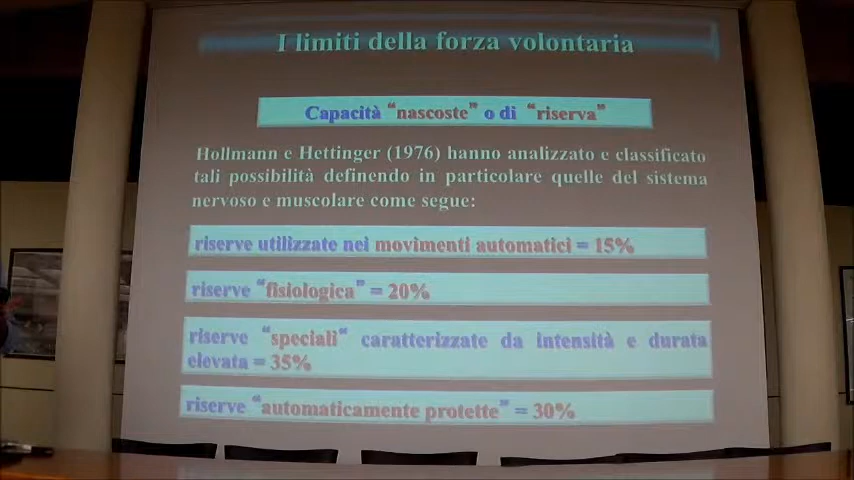 I limiti della forza volontaria
Capacità “nascoste” o di “riserva”
Hollmann e Hettinger (1976) hanno analizzato e classificato
tali possibilità definendo in particolare quelle del sistema
nervoso e muscolare come segue:
riserve utilizzate nei movimenti automatici = 15%
riserve “fisiologica” = 20%
riserve “speciali“ caratterizzate da intensità e durata
elevata = 35%
riserve “automaticamente protette” = 30%